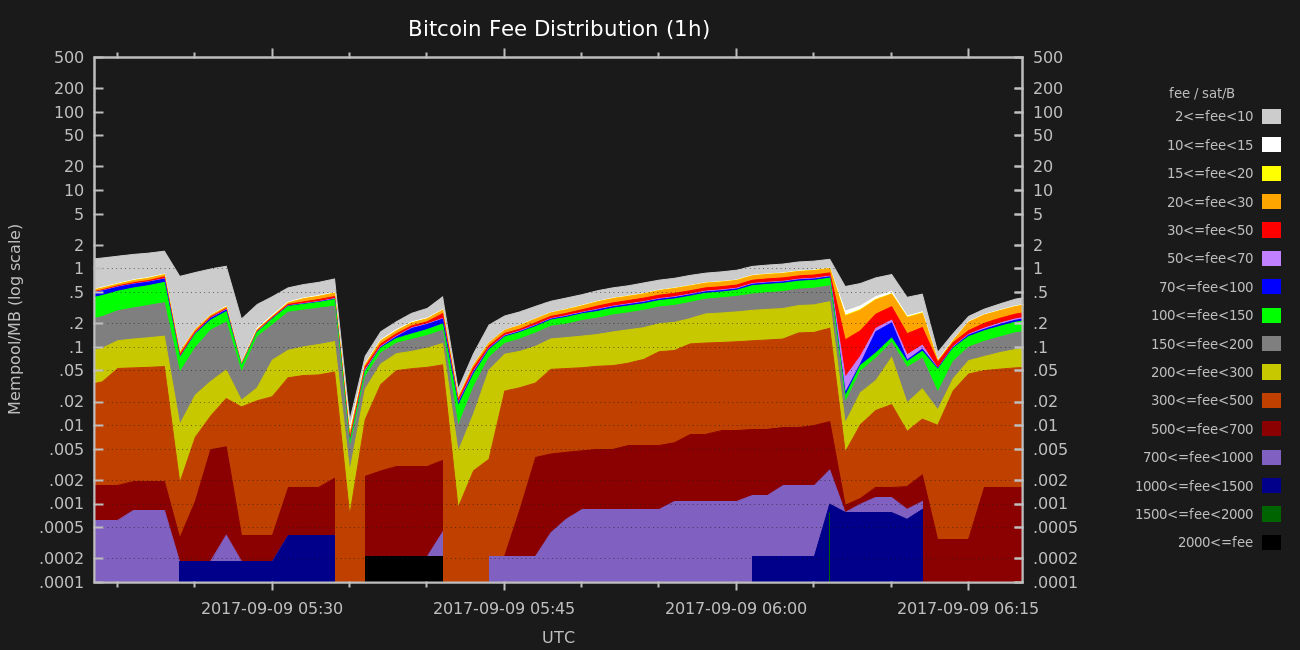 Bitcoin Fee Distribution (1h)
500 500
200 200
100 100
50 50
20 20
10 10
5 5
2 2
1 1
.5 .5
.2 .2
.1 .1
.05 .05
.02 .02
.01 .01
.005 .005
.002 .002
.001 .001
.0005 .0005
.0002 .0002
.0001 .0001
Mempool/MB (log scale)
2017-09-09 05:30 2017-09-09 05:45 2017-09-09 06:00 2017-09-09 06:15
UTC
fee / sat/B
2<=fee<10
10<=fee<15
15<=fee<20
20<=fee<30
30<=fee<50
50<=fee<70
70<=fee<100
100<=fee<150
150<=fee<200
200<=fee<300
300<=fee<500
500<=fee<700
700<=fee<1000
1000<=fee<1500
1500<=fee<2000
2000<=fee